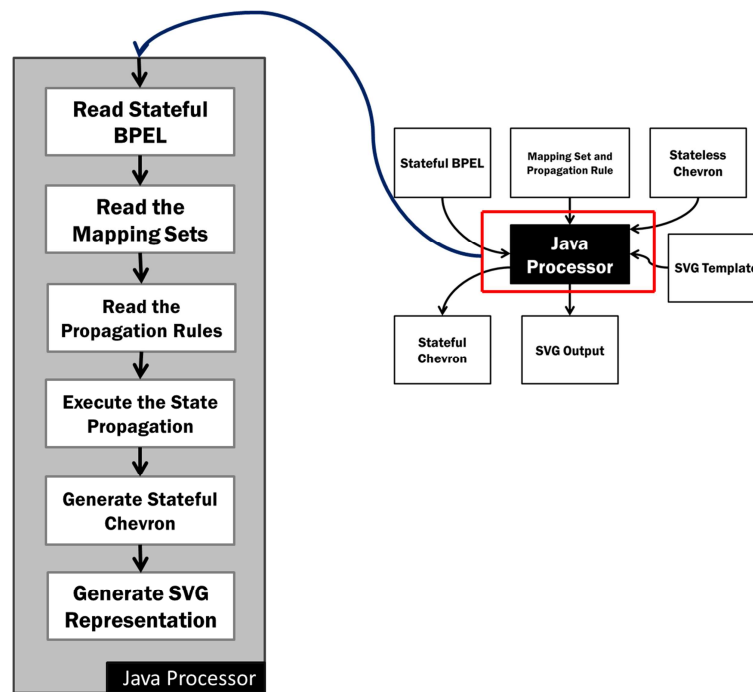 Read Stateful
BPEL
Read the
Mapping Sets
Read the
Propagation Rules
Execute the State
Propagation
Generate Stateful
Chevron
Generate SVG
Representation
Java Processor
Stateful BPEL
Mapping Set and
Propagation Rule
Stateless
Chevron
Java
Processor
SVG Template
Stateful
Chevron
SVG Output